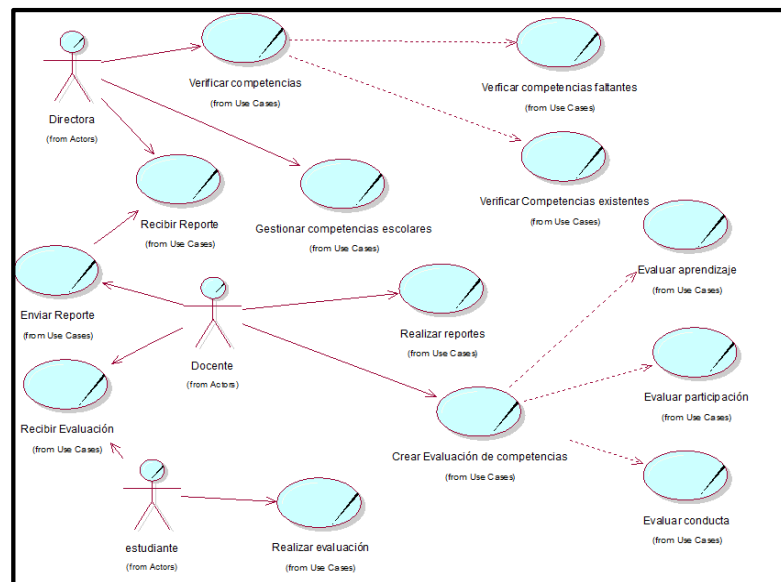 Directora
(from Actors)
Verificar competencias
(from Use Cases)
Verficar competencias faltantes
(from Use Cases)
Verificar Competencias existentes
(from Use Cases)
Recibir Reporte
(from Use Cases)
Gestionar competencias escolares
(from Use Cases)
Evaluar aprendizaje
(from Use Cases)
Enviar Reporte
(from Use Cases)
Docente
(from Actors)
Realizar reportes
(from Use Cases)
Evaluar participación
(from Use Cases)
Recibir Evaluación
(from Use Cases)
Crear Evaluación de competencias
(from Use Cases)
Evaluar conducta
(from Use Cases)
estudiante
(from Actors)
Realizar evaluación
(from Use Cases)